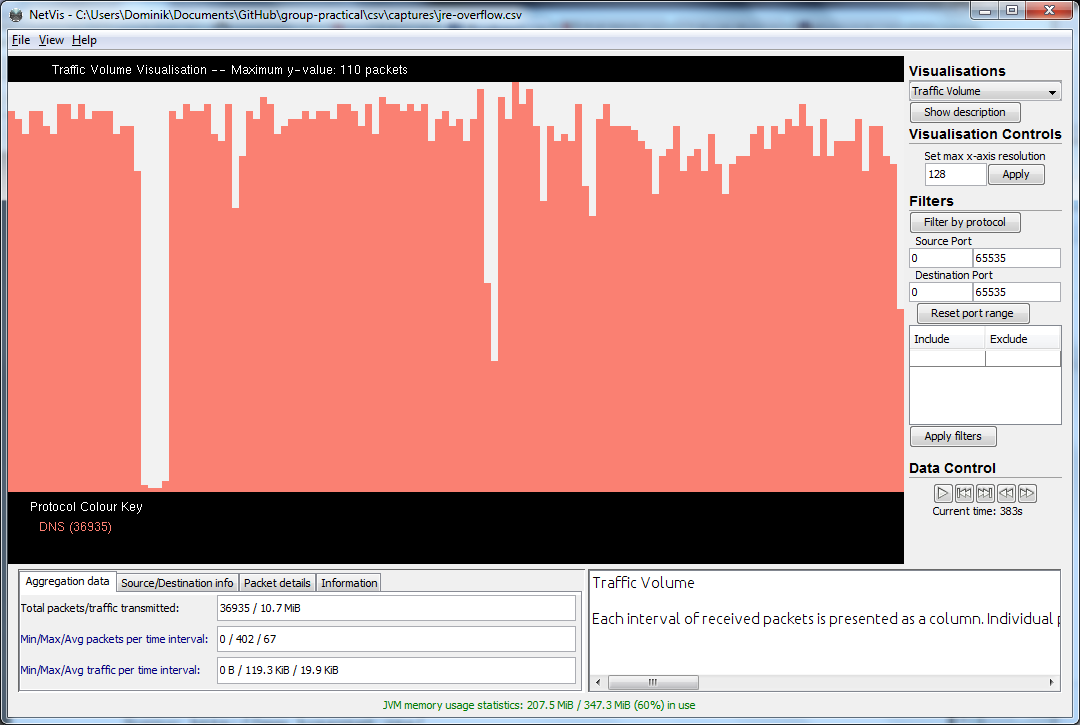 NetVis - C:\Users\Dominik\Documents\GitHub\group-practical\csv\captures\jre-overflow.csv
File View Help
Traffic Volume Visualisation -- Maximum y-value: 110 packets
Visualisations
Traffic Volume
Show description
Visualisation Controls
Set max x-axis resolution
128 Apply
Filters
Filter by protocol
Source Port
0 65535
Destination Port
0 65535
Reset port range
Include Exclude
Apply filters
Data Control
Current time: 383s
Protocol Colour Key
DNS (36935)
Aggregation data Source/Destination info Packet details Information
Total packets/traffic transmitted: 36935 / 10.7 MiB
Min/Max/Avg packets per time interval: 0 / 402 / 67
Min/Max/Avg traffic per time interval: 0 B / 119.3 KiB / 19.9 KiB
Traffic Volume
Each interval of received packets is presented as a column. Individual
JVM memory usage statistics: 207.5 MiB / 347.3 MiB (60%) in use